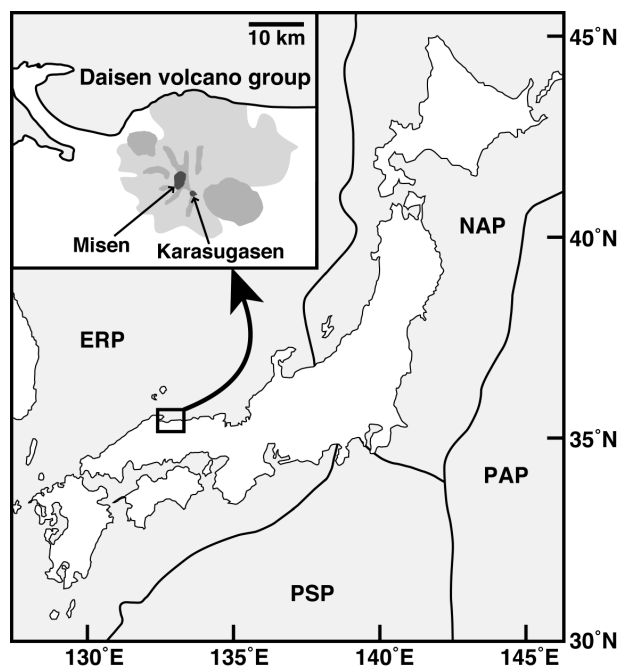 10 km
Daisen volcano group
Misen
Karasugasen
ERP
NAP
PAP
PSP
45°N
40°N
35°N
30°N
130°E
135°E
140°E
145°E